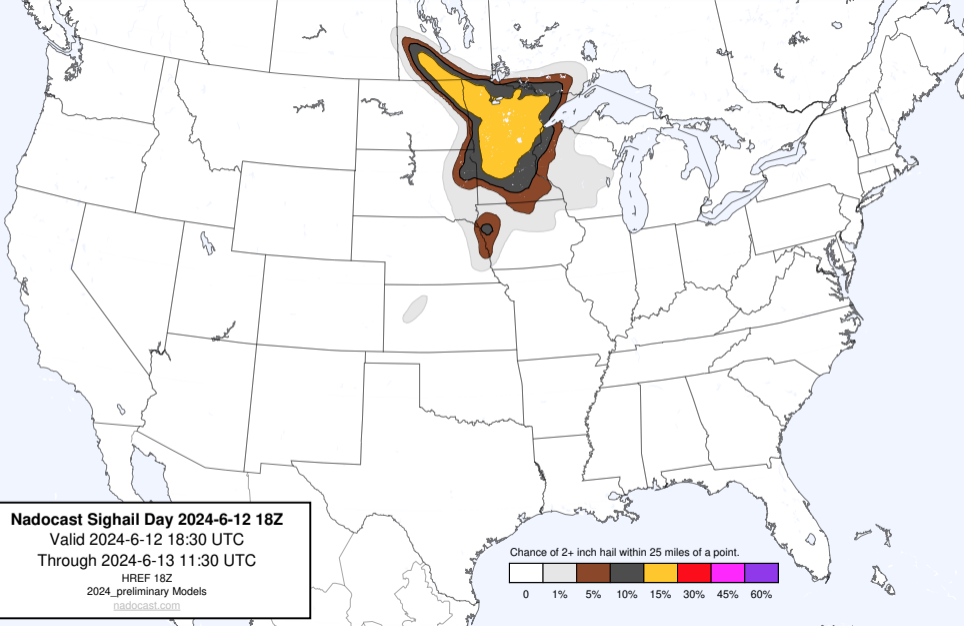 Nadocast Sighail Day 2024-6-12 18Z
Valid 2024-6-12 18:30 UTC
Through 2024-6-13 11:30 UTC
HREF 18Z
2024_preliminary Models
nadocast.com
Chance of 2+ inch hail within 25 miles of a point.
0 1% 5% 10% 15% 30% 45% 60%